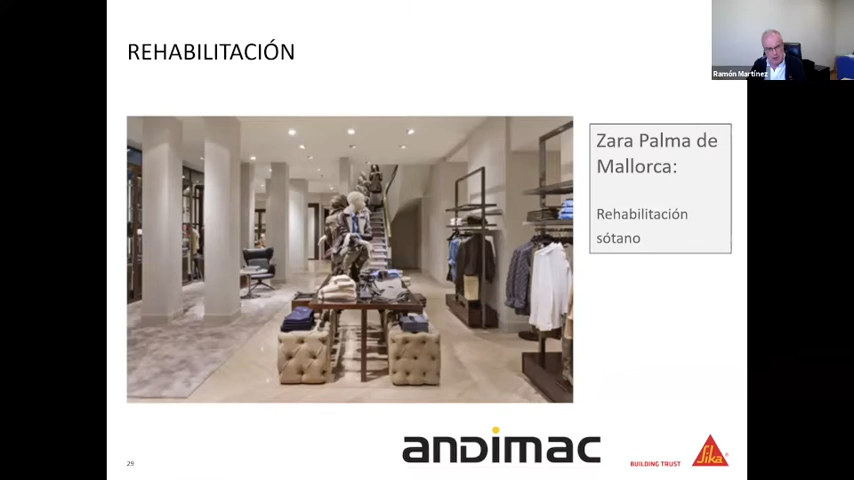 REHABILITACIÓN
Ramón Martínez
Zara Palma de
Mallorca:
Rehabilitación
sótano
29
andimac
BUILDING TRUST
Sika